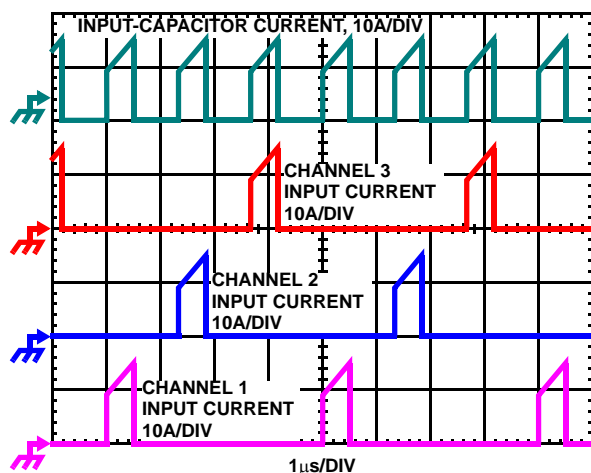 INPUT-CAPACITOR CURRENT, 10A/DIV
CHANNEL 3
INPUT CURRENT
10A/DIV
CHANNEL 2
INPUT CURRENT
10A/DIV
CHANNEL 1
INPUT CURRENT
10A/DIV
1μs/DIV